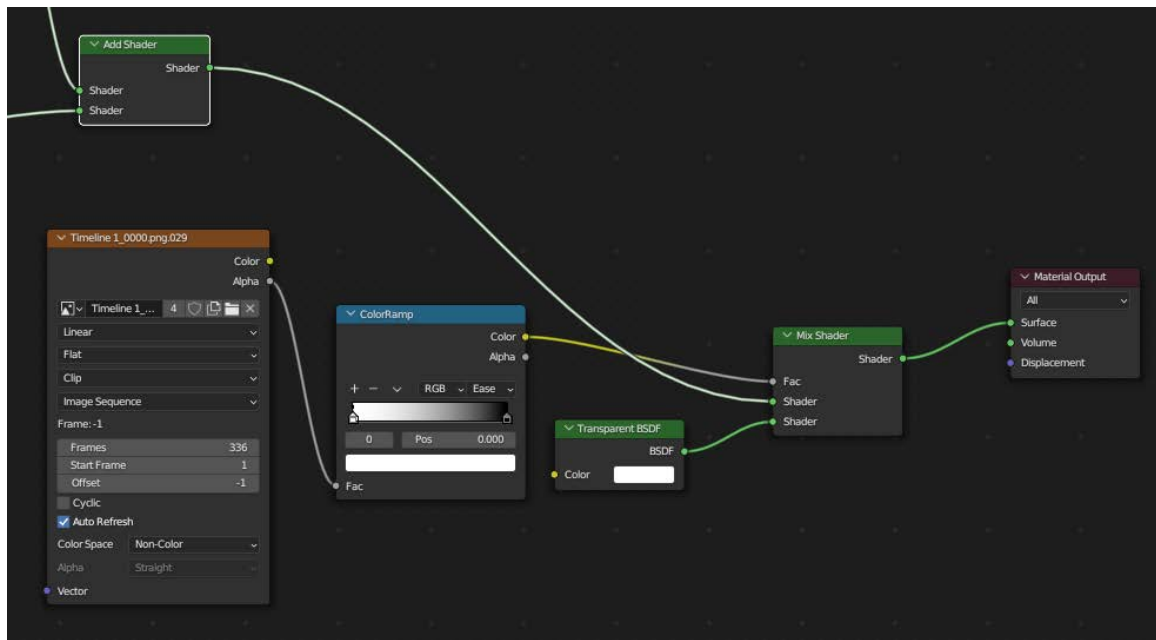 Add Shader
Shader
Shader
Shader
Timeline 1_0000.png.029
Color
Alpha
Timeline 1_... 4
Linear
Flat
Clip
Image Sequence
Frame: -1
Frames 336
Start Frame 1
Offset -1
Cyclic
Auto Refresh
Color Space Non-Color
Alpha Straight
Vector
ColorRamp
Color
Alpha
+ − RGB Ease
0 Pos 0.000
Fac
Transparent BSDF
BSDF
Color
Mix Shader
Shader
Fac
Shader
Shader
Material Output
All
Surface
Volume
Displacement